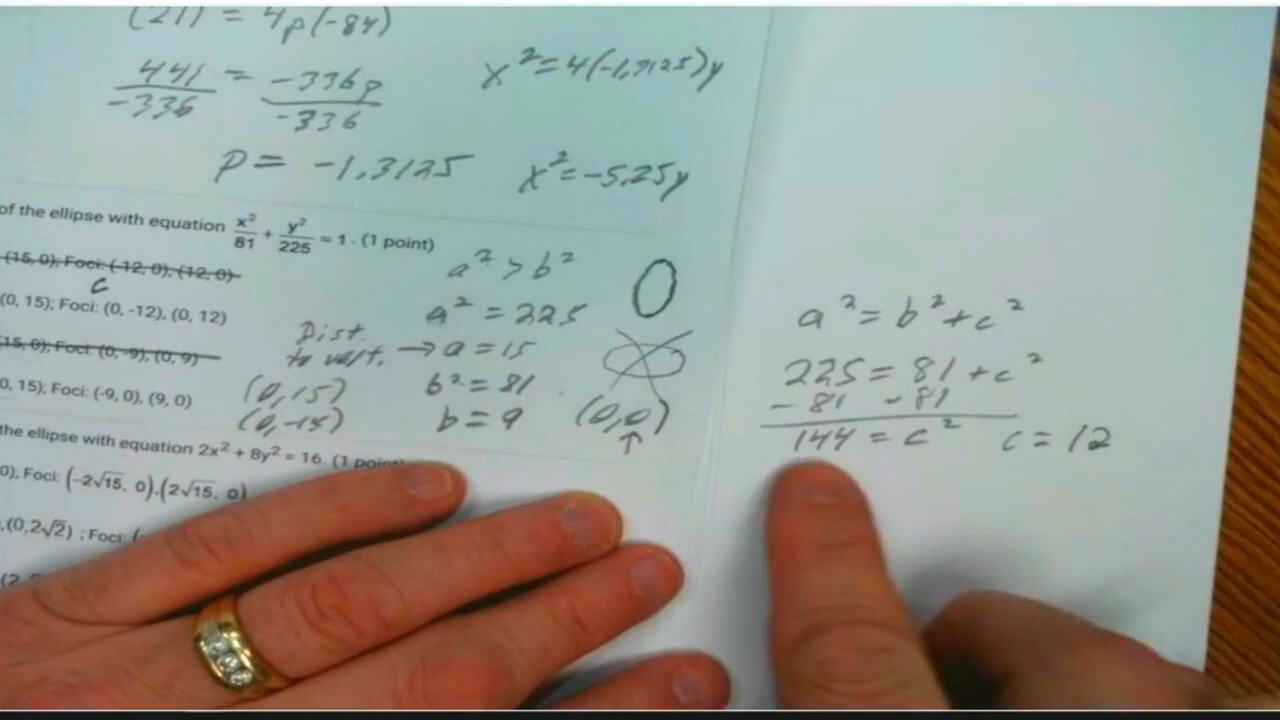 (21) = 4p(-84)
441 = -336p
-336 -336
x² = 4(-1.3125)y
p = -1.3125 x² = -5.25y
of the ellipse with equation x²/81 + y²/225 = 1 . (1 point)
(15, 0); Foci: (-12, 0), (12, 0)
c
(0, 15); Foci: (0, -12), (0, 12)
15, 0); Foci: (0, -9), (0, 9)
0, 15); Foci: (-9, 0), (9, 0)
a² > b²
a² = 225
Dist.
to vert. → a = 15
(0,15) b² = 81
(0,-15) b = 9 (0,0)
the ellipse with equation 2x² + 8y² = 16. (1 point)
0); Foci: (-2√15, 0),(2√15, 0)
,(0,2√2) ; Foci: (-
(2
a² = b² + c²
225 = 81 + c²
-81 -81
144 = c² c = 12